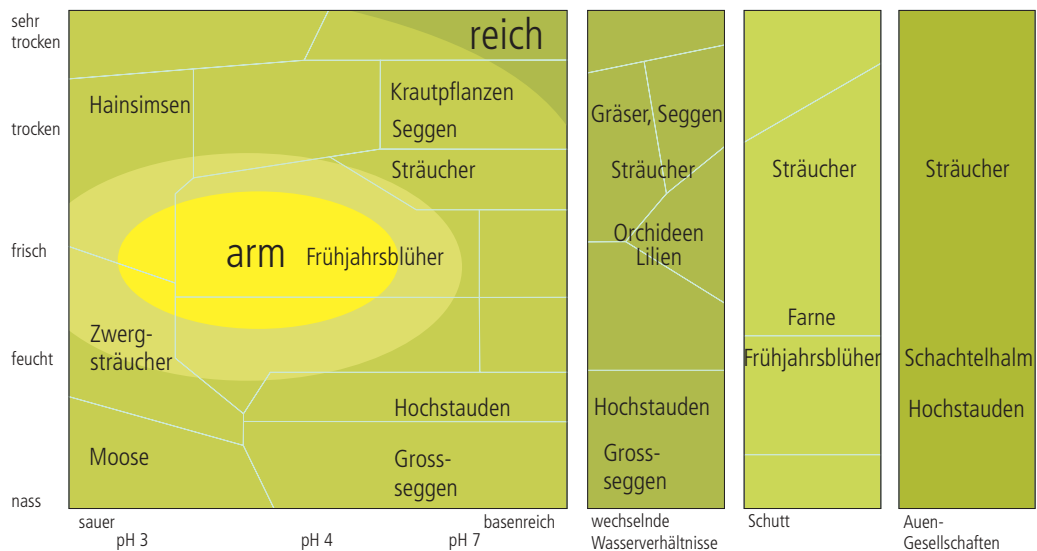 sehr
trocken
trocken
frisch
feucht
nass
reich
Hainsimsen
Krautpflanzen
Seggen
Sträucher
arm Frühjahrsblüher
Zwerg-
sträucher
Hochstauden
Moose
Gross-
seggen
sauer
basenreich
pH 3
pH 4
pH 7
Gräser, Seggen
Sträucher
Orchideen
Lilien
Hochstauden
Gross-
seggen
wechselnde
Wasserverhältnisse
Sträucher
Farne
Frühjahrsblüher
Schutt
Sträucher
Schachtelhalm
Hochstauden
Auen-
Gesellschaften